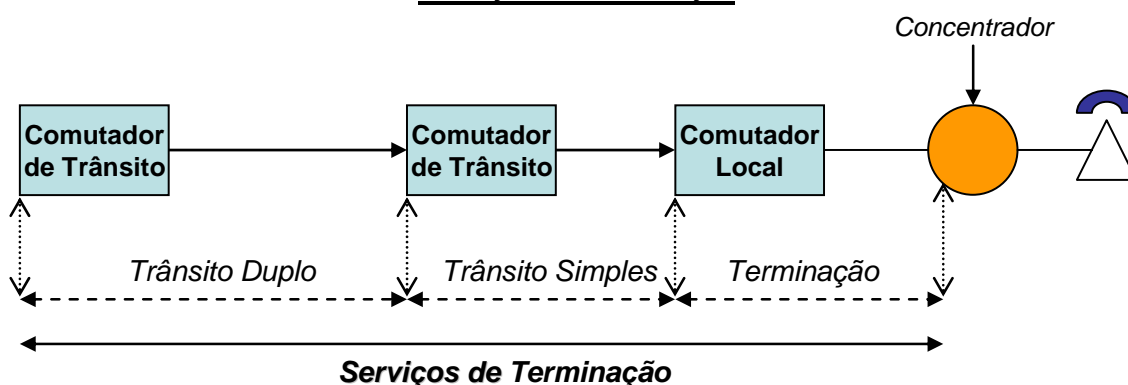 Concentrador
Comutador
de Trânsito
Comutador
de Trânsito
Comutador
Local
Trânsito Duplo
Trânsito Simples
Terminação
Serviços de Terminação